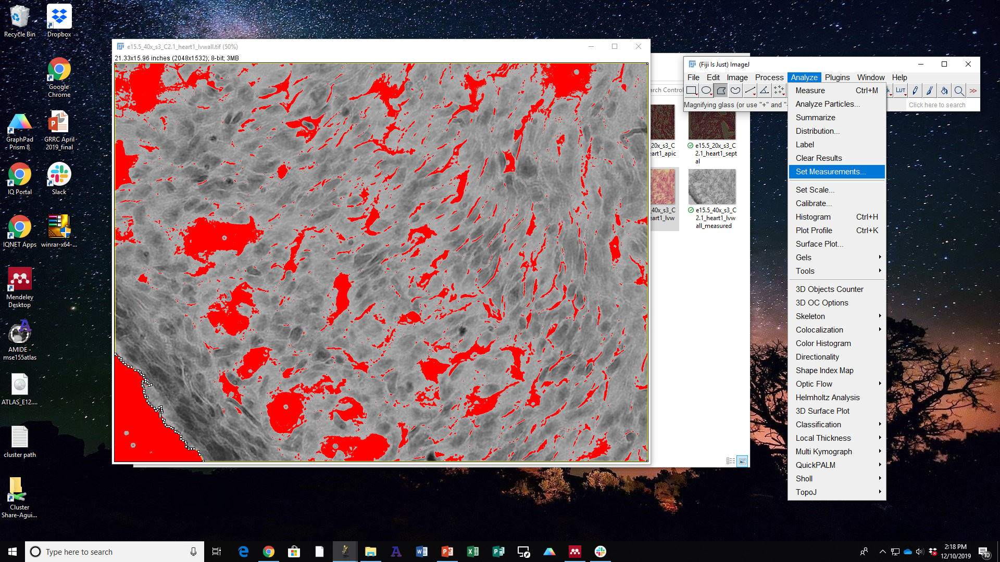 Recycle Bin
Dropbox
Google
Chrome
GraphPad
Prism 8
GRRC April
2019_final
IQ Portal
Slack
IQNET Apps
winrar-x64-...
Mendeley
Desktop
AMIDE -
mse155atlas
ATLAS_E12....
cluster path
Cluster
Share-Agui...
e15.5_40x_s3_C2.1_heart1_lvwall.tif (50%)
21.33x15.96 inches (2048x1532); 8-bit; 3MB
arch Control
20x_s3_C
eart1_apic
e15.5_20x_s3_C
2.1_heart1_sept
al
40x_s3_C
eart1_lvw
e15.5_40x_s3_C
2.1_heart1_lvw
all_measured
(Fiji Is Just) ImageJ
File Edit Image Process Analyze Plugins Window Help
LUT
>>
Magnifying glass (or use "+" and "-
Click here to search
Measure Ctrl+M
Analyze Particles...
Summarize
Distribution...
Label
Clear Results
Set Measurements...
Set Scale...
Calibrate...
Histogram Ctrl+H
Plot Profile Ctrl+K
Surface Plot...
Gels
Tools
3D Objects Counter
3D OC Options
Skeleton
Colocalization
Color Histogram
Directionality
Shape Index Map
Optic Flow
Helmholtz Analysis
3D Surface Plot
Classification
Local Thickness
Multi Kymograph
QuickPALM
Sholl
TopoJ
Type here to search
2:18 PM
12/10/2019
10